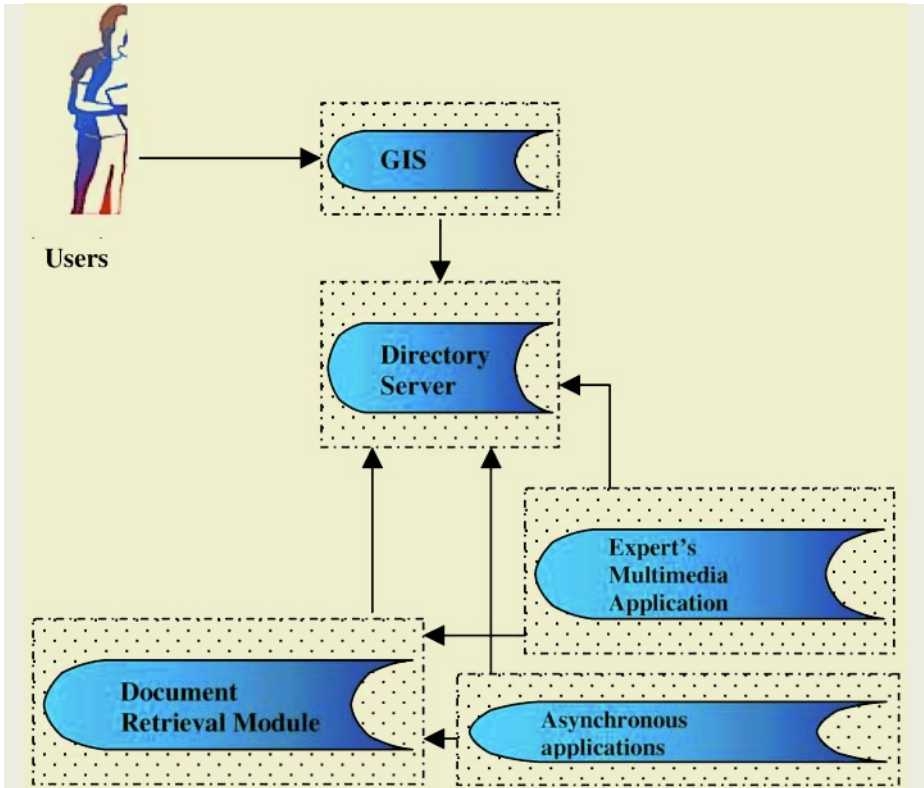 GIS
Users
Directory
Server
Expert's
Multimedia
Application
Document
Retrieval Module
Asynchronous
applications